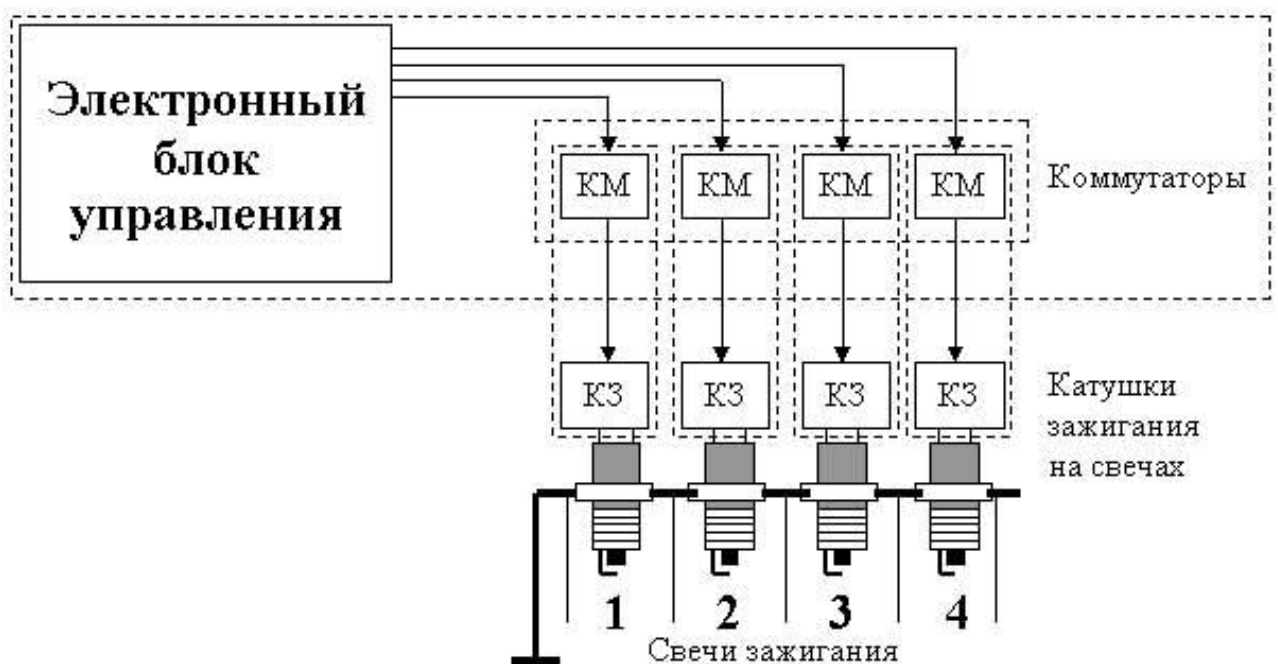 Электронный
блок
управления
КМ КМ КМ КМ
Коммутаторы
КЗ КЗ КЗ КЗ
Катушки
зажигания
на свечах
1 2 3 4
Свечи зажигания